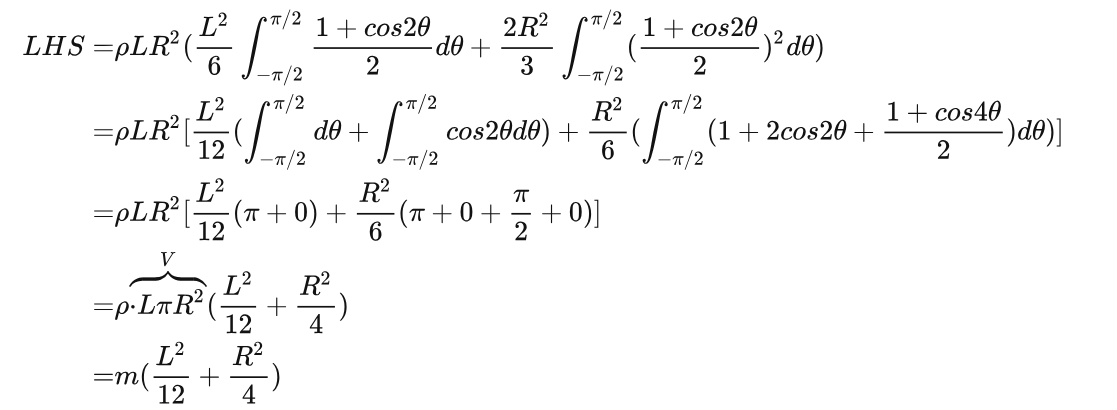 LHS =ρLR²(L²/6 ∫_{-π/2}^{π/2} (1 + cos2θ)/2 dθ + 2R²/3 ∫_{-π/2}^{π/2} ((1 + cos2θ)/2)² dθ)
=ρLR²[L²/12 (∫_{-π/2}^{π/2} dθ + ∫_{-π/2}^{π/2} cos2θdθ) + R²/6 (∫_{-π/2}^{π/2} (1 + 2cos2θ + (1 + cos4θ)/2)dθ)]
=ρLR²[L²/12 (π + 0) + R²/6 (π + 0 + π/2 + 0)]
V
=ρ·LπR²(L²/12 + R²/4)
=m(L²/12 + R²/4)